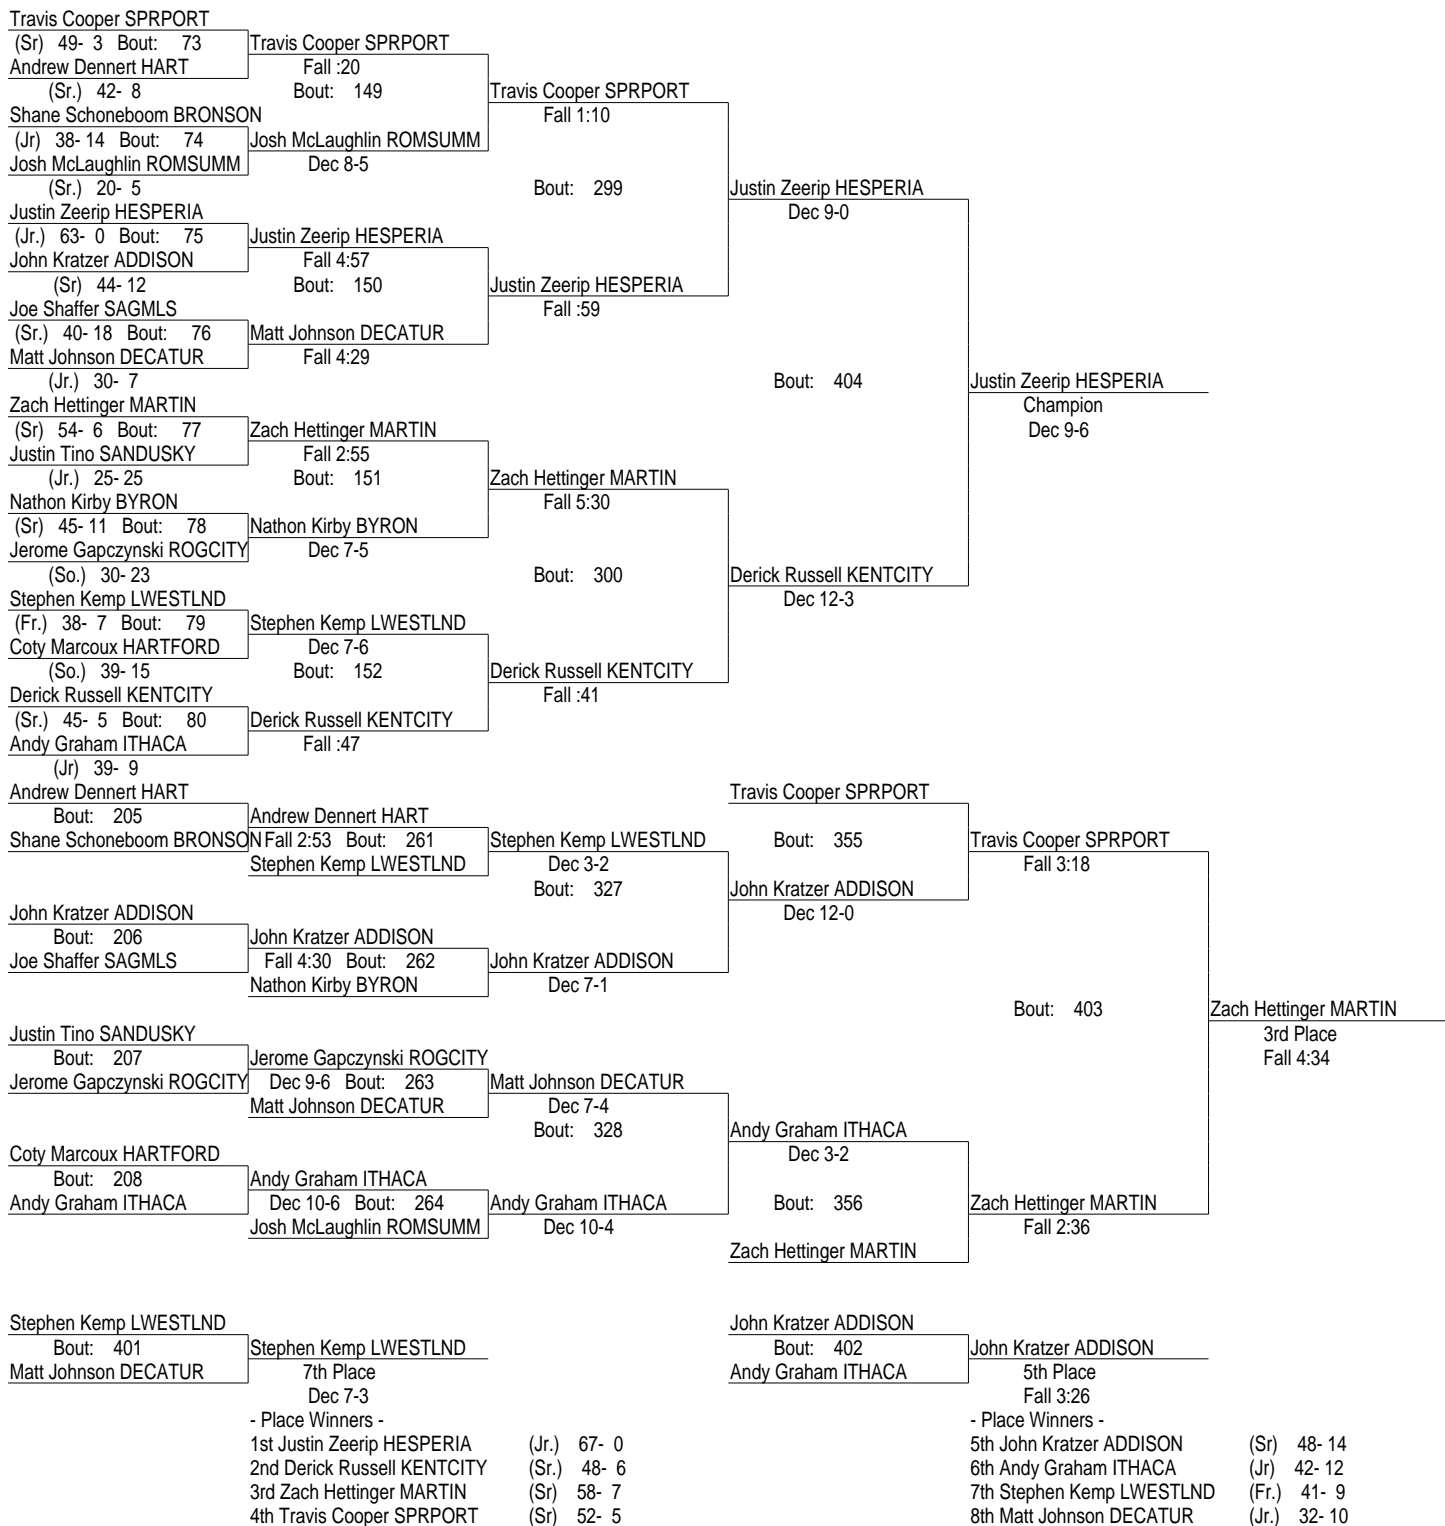 Travis Cooper SPRPORT
(Sr) 49- 3 Bout: 73 Travis Cooper SPRPORT
Andrew Dennert HART Fall :20
(Sr.) 42- 8 Bout: 149 Travis Cooper SPRPORT
Shane Schoneboom BRONSON Fall 1:10
(Jr) 38- 14 Bout: 74 Josh McLaughlin ROMSUMM
Josh McLaughlin ROMSUMM Dec 8-5
(Sr.) 20- 5 Bout: 299 Justin Zeerip HESPERIA
Justin Zeerip HESPERIA Dec 9-0
(Jr.) 63- 0 Bout: 75 Justin Zeerip HESPERIA
John Kratzer ADDISON Fall 4:57
(Sr) 44- 12 Bout: 150 Justin Zeerip HESPERIA
Joe Shaffer SAGMLS Fall :59
(Sr.) 40- 18 Bout: 76 Matt Johnson DECATUR
Matt Johnson DECATUR Fall 4:29
(Jr.) 30- 7 Bout: 404 Justin Zeerip HESPERIA
Zach Hettinger MARTIN Champion
(Sr) 54- 6 Bout: 77 Zach Hettinger MARTIN Dec 9-6
Justin Tino SANDUSKY Fall 2:55
(Jr.) 25- 25 Bout: 151 Zach Hettinger MARTIN
Nathon Kirby BYRON Fall 5:30
(Sr) 45- 11 Bout: 78 Nathon Kirby BYRON
Jerome Gapczynski ROGCITY Dec 7-5
(So.) 30- 23 Bout: 300 Derick Russell KENTCITY
Stephen Kemp LWESTLND Dec 12-3
(Fr.) 38- 7 Bout: 79 Stephen Kemp LWESTLND
Coty Marcoux HARTFORD Dec 7-6
(So.) 39- 15 Bout: 152 Derick Russell KENTCITY
Derick Russell KENTCITY Fall :41
(Sr.) 45- 5 Bout: 80 Derick Russell KENTCITY
Andy Graham ITHACA Fall :47
(Jr) 39- 9
Andrew Dennert HART Travis Cooper SPRPORT
Bout: 205 Andrew Dennert HART
Shane Schoneboom BRONSON Fall 2:53 Bout: 261 Stephen Kemp LWESTLND Bout: 355 Travis Cooper SPRPORT
Stephen Kemp LWESTLND Dec 3-2 Fall 3:18
Bout: 327 John Kratzer ADDISON
John Kratzer ADDISON Dec 12-0
Bout: 206 John Kratzer ADDISON
Joe Shaffer SAGMLS Fall 4:30 Bout: 262 John Kratzer ADDISON
Nathon Kirby BYRON Dec 7-1
Bout: 403 Zach Hettinger MARTIN
Justin Tino SANDUSKY 3rd Place
Bout: 207 Jerome Gapczynski ROGCITY Fall 4:34
Jerome Gapczynski ROGCITY Dec 9-6 Bout: 263 Matt Johnson DECATUR
Matt Johnson DECATUR Dec 7-4
Bout: 328 Andy Graham ITHACA
Coty Marcoux HARTFORD Dec 3-2
Bout: 208 Andy Graham ITHACA
Andy Graham ITHACA Dec 10-6 Bout: 264 Andy Graham ITHACA Bout: 356 Zach Hettinger MARTIN
Josh McLaughlin ROMSUMM Dec 10-4 Fall 2:36
Zach Hettinger MARTIN
Stephen Kemp LWESTLND John Kratzer ADDISON
Bout: 401 Stephen Kemp LWESTLND Bout: 402 John Kratzer ADDISON
Matt Johnson DECATUR 7th Place Andy Graham ITHACA 5th Place
Dec 7-3 Fall 3:26
- Place Winners - - Place Winners -
1st Justin Zeerip HESPERIA (Jr.) 67- 0 5th John Kratzer ADDISON (Sr) 48- 14
2nd Derick Russell KENTCITY (Sr.) 48- 6 6th Andy Graham ITHACA (Jr) 42- 12
3rd Zach Hettinger MARTIN (Sr) 58- 7 7th Stephen Kemp LWESTLND (Fr.) 41- 9
4th Travis Cooper SPRPORT (Sr) 52- 5 8th Matt Johnson DECATUR (Jr.) 32- 10